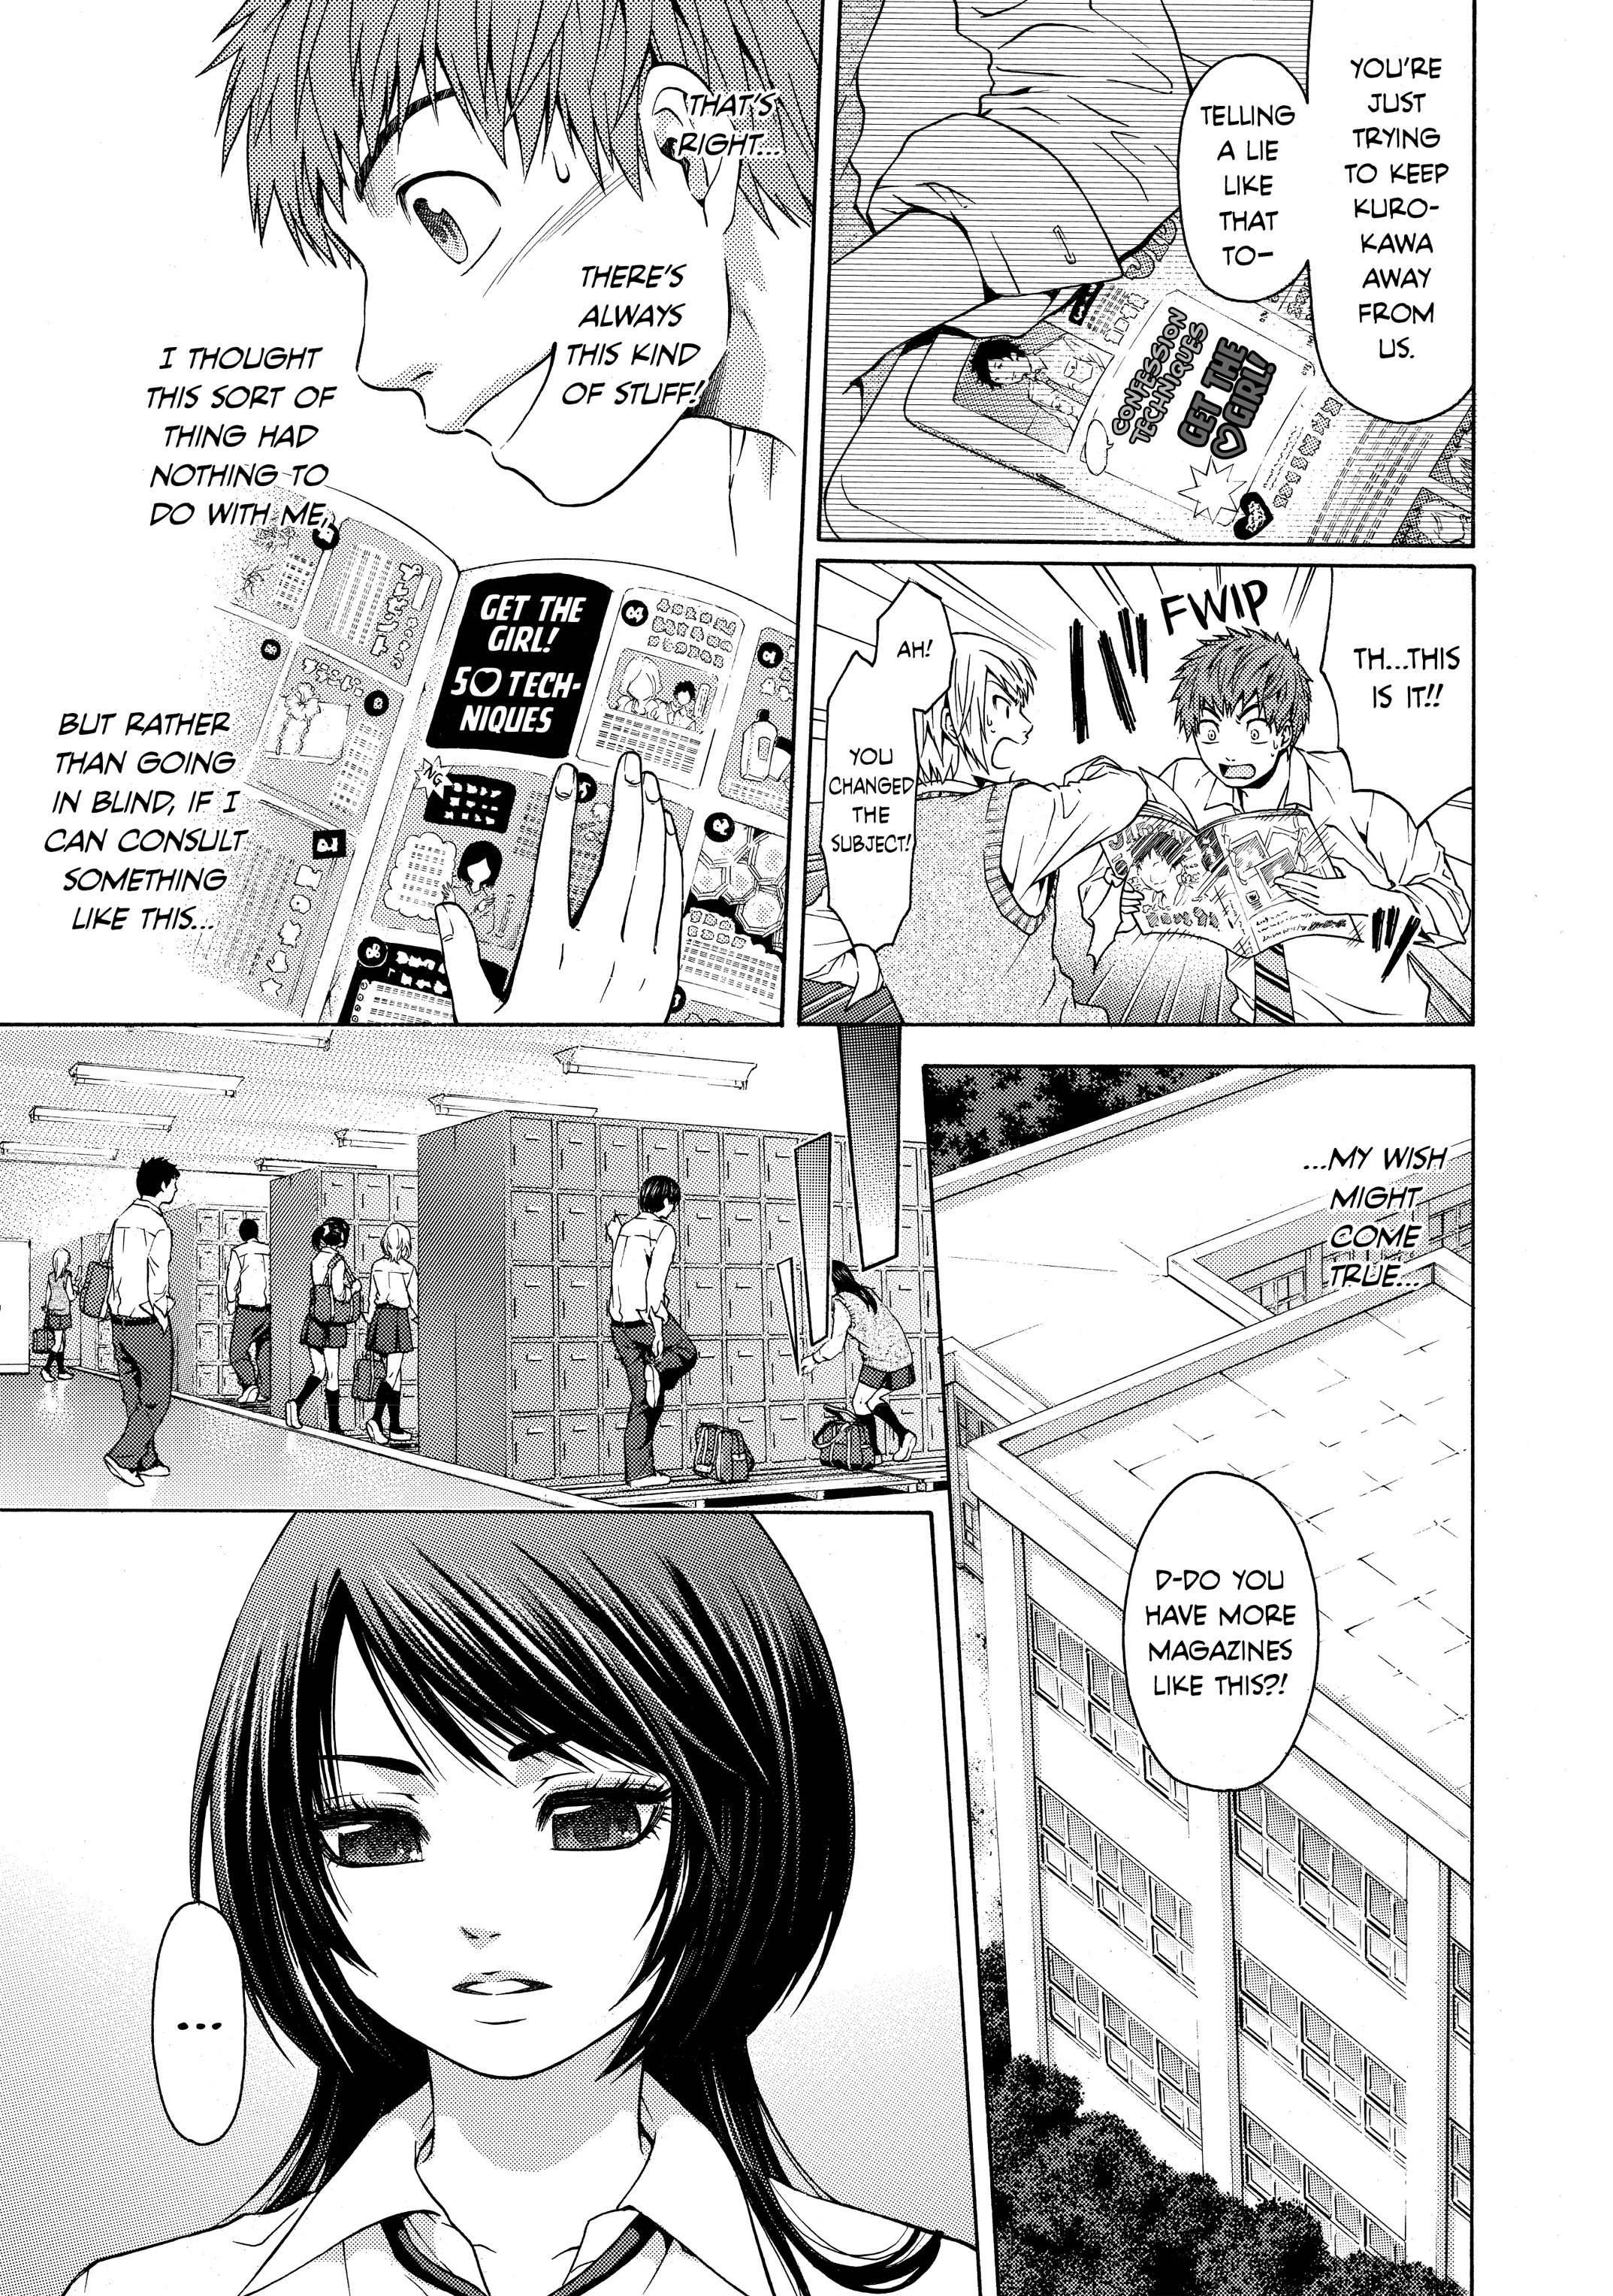 YOU'RE
JUST
TRYING
TO KEEP
KURO-
KAWA
AWAY
FROM
US.
TELLING
A LIE
LIKE
THAT
TO—
CONFESSION
TECHNIQUES
GET THE
♡GIRL!
TH...THIS
IS IT!!
FWIP
AH!
YOU
CHANGED
THE
SUBJECT!
THAT'S
RIGHT...
THERE'S
ALWAYS
THIS KIND
OF STUFF!
I THOUGHT
THIS SORT OF
THING HAD
NOTHING TO
DO WITH ME,
GET THE
GIRL!
5♡ TECH-
NIQUES
NG
BUT RATHER
THAN GOING
IN BLIND, IF I
CAN CONSULT
SOMETHING
LIKE THIS...
...MY WISH
MIGHT
COME
TRUE...
D-DO YOU
HAVE MORE
MAGAZINES
LIKE THIS?!
...